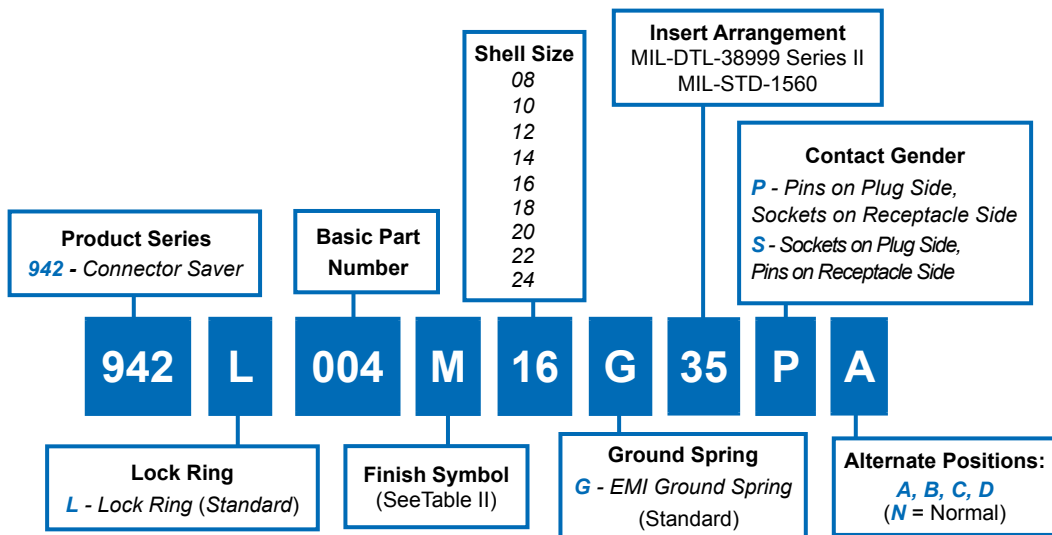 Insert Arrangement
MIL-DTL-38999 Series II
MIL-STD-1560
Shell Size
08
10
12
14
16
18
20
22
24
Contact Gender
P - Pins on Plug Side,
Sockets on Receptacle Side
S - Sockets on Plug Side,
Pins on Receptacle Side
Product Series
942 - Connector Saver
Basic Part
Number
942 L 004 M 16 G 35 P A
Lock Ring
L - Lock Ring (Standard)
Finish Symbol
(SeeTable II)
Ground Spring
G - EMI Ground Spring
(Standard)
Alternate Positions:
A, B, C, D
(N = Normal)